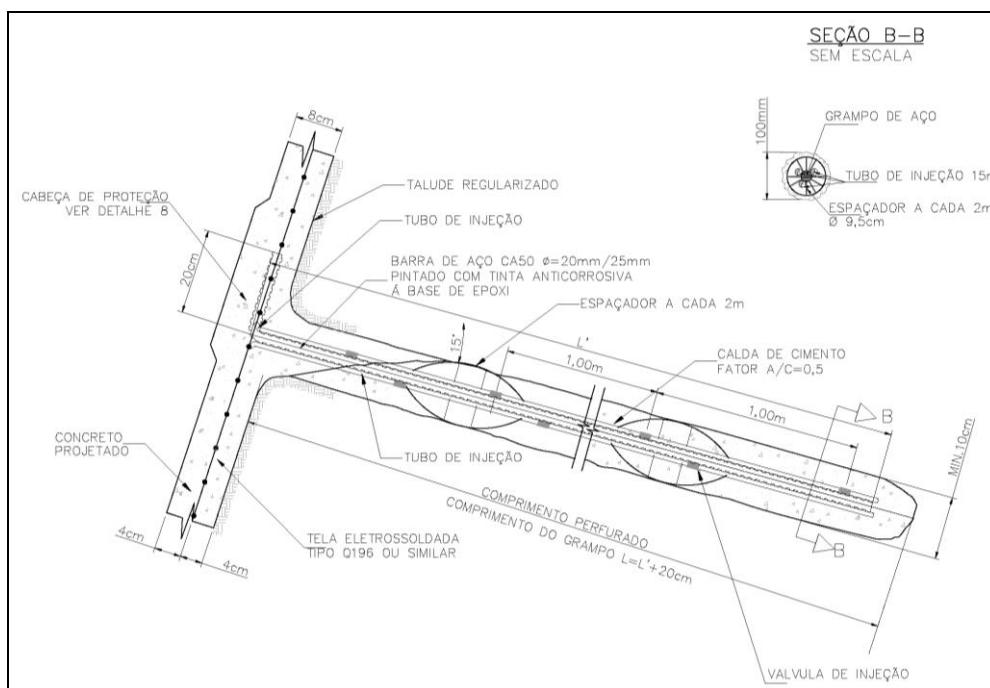 SEÇÃO B-B
SEM ESCALA
8cm
100mm
GRAMPO DE AÇO
TUBO DE INJEÇÃO 15m
ESPAÇADOR A CADA 2m
Ø 9,5cm
CABEÇA DE PROTEÇÃO
VER DETALHE 8
TALUDE REGULARIZADO
TUBO DE INJEÇÃO
20cm
BARRA DE AÇO CA50 ø=20mm/25mm
PINTADO COM TINTA ANTICORROSIVA
Á BASE DE EPOXI
ESPAÇADOR A CADA 2m
15°
L'
1,00m
CALDA DE CIMENTO
FATOR A/C=0,5
1,00m
B
MIN.10cm
CONCRETO
PROJETADO
TUBO DE INJEÇÃO
COMPRIMENTO PERFURADO
COMPRIMENTO DO GRAMPO L=L'+20cm
B
TELA ELETROSSOLDADA
TIPO Q196 OU SIMILAR
4cm
4cm
VALVULA DE INJEÇÃO